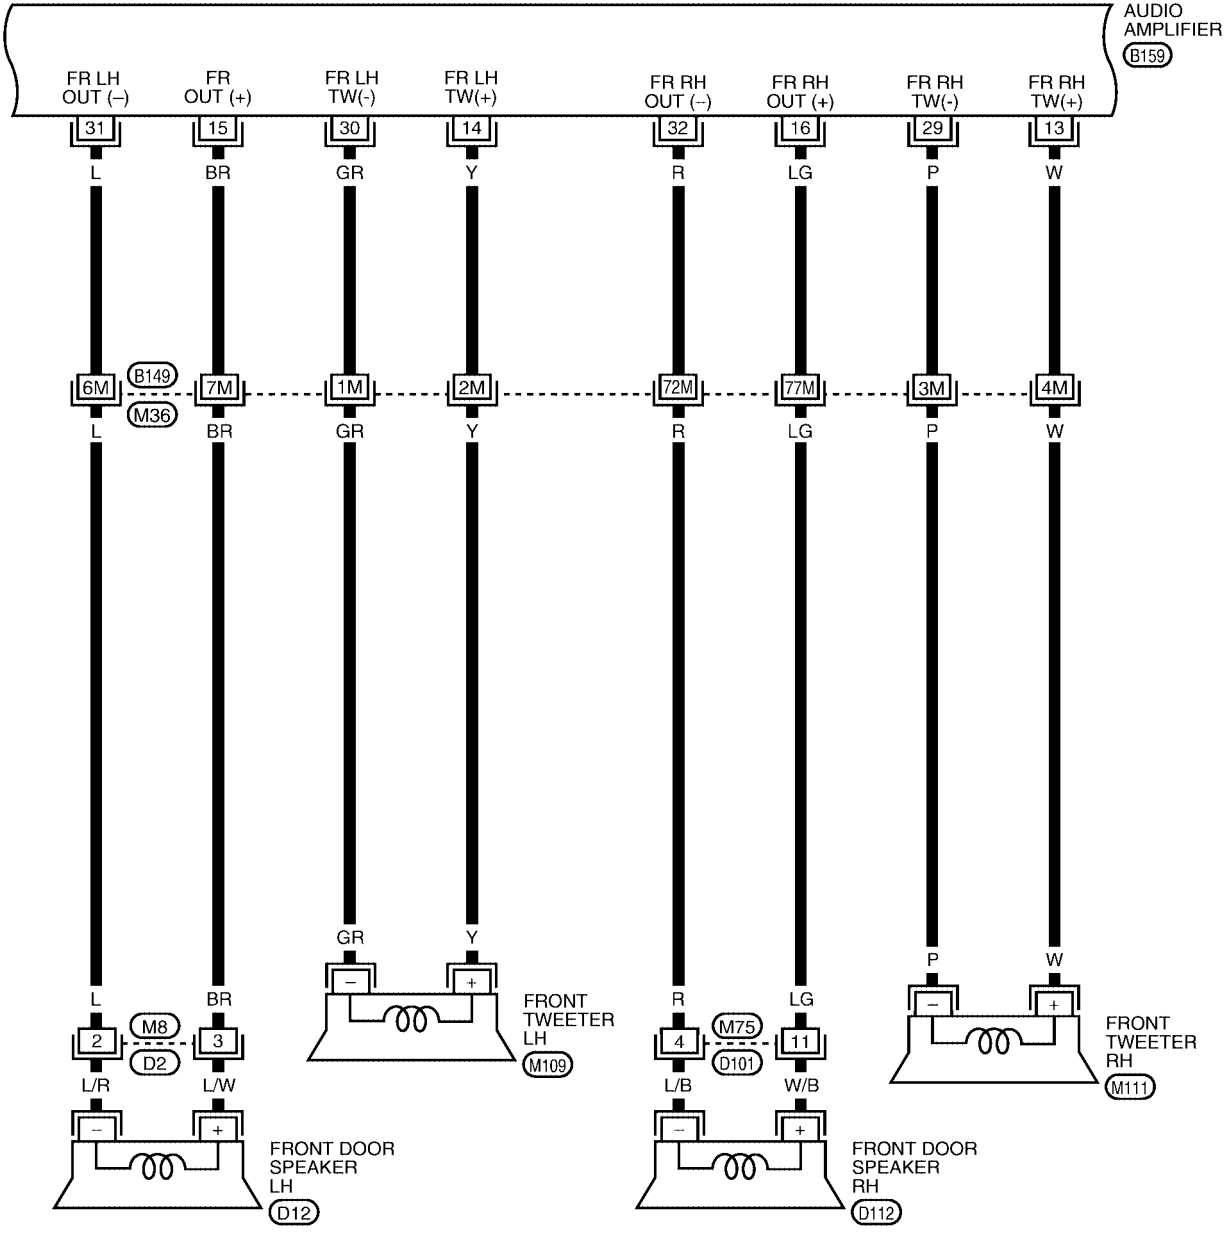 AUDIO
AMPLIFIER
B159
FR LH
OUT (–)
FR
OUT (+)
FR LH
TW(-)
FR LH
TW(+)
FR RH
OUT (–)
FR RH
OUT (+)
FR RH
TW(-)
FR RH
TW(+)
31 15 30 14 32 16 29 13
L BR GR Y R LG P W
6M B149 7M 1M 2M 72M 77M 3M 4M
M36
L BR GR Y R LG P W
GR Y
P W
– +
FRONT
TWEETER
LH
M109
– +
FRONT
TWEETER
RH
M111
L BR
2 M8 3
D2
L/R L/W
– +
FRONT DOOR
SPEAKER
LH
D12
R LG
4 M75 11
D101
L/B W/B
– +
FRONT DOOR
SPEAKER
RH
D112